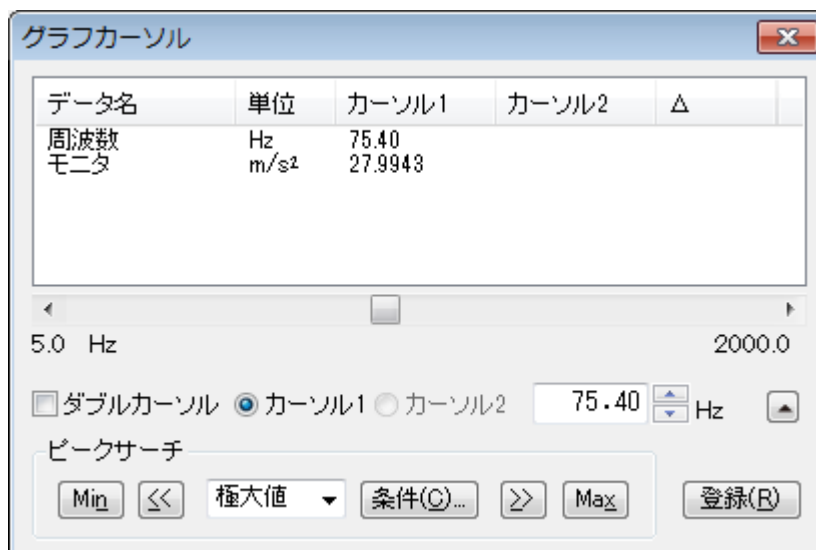 グラフカーソル
データ名 単位 カーソル1 カーソル2 Δ
周波数 Hz 75.40
モニタ m/s² 27.9943
5.0 Hz 2000.0
ダブルカーソル カーソル1 カーソル2 75.40 Hz
ピークサーチ
Min << 極大値 条件(C)... >> Max 登録(R)